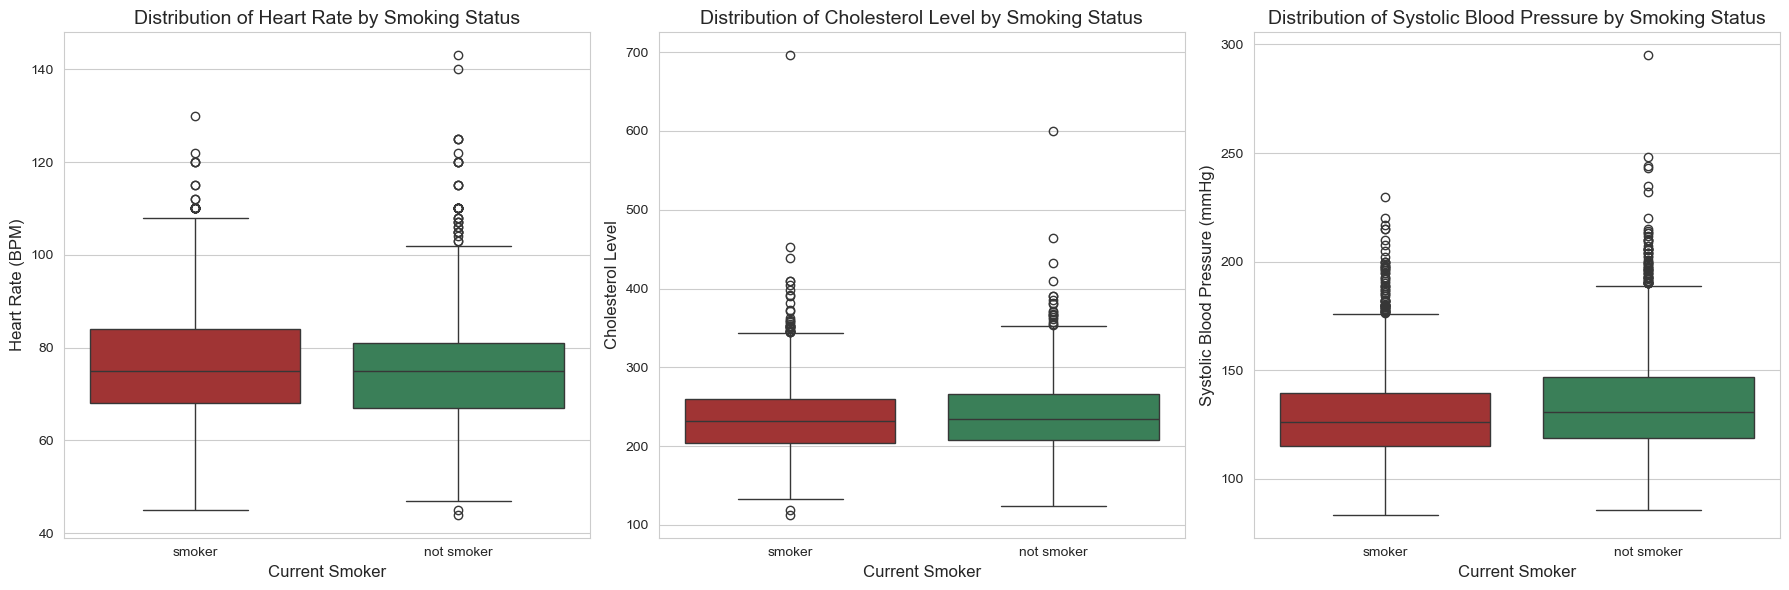 Distribution of Heart Rate by Smoking Status
Heart Rate (BPM)
140
120
100
80
60
40
smoker
not smoker
Current Smoker
Distribution of Cholesterol Level by Smoking Status
Cholesterol Level
700
600
500
400
300
200
100
smoker
not smoker
Current Smoker
Distribution of Systolic Blood Pressure by Smoking Status
Systolic Blood Pressure (mmHg)
300
250
200
150
100
smoker
not smoker
Current Smoker